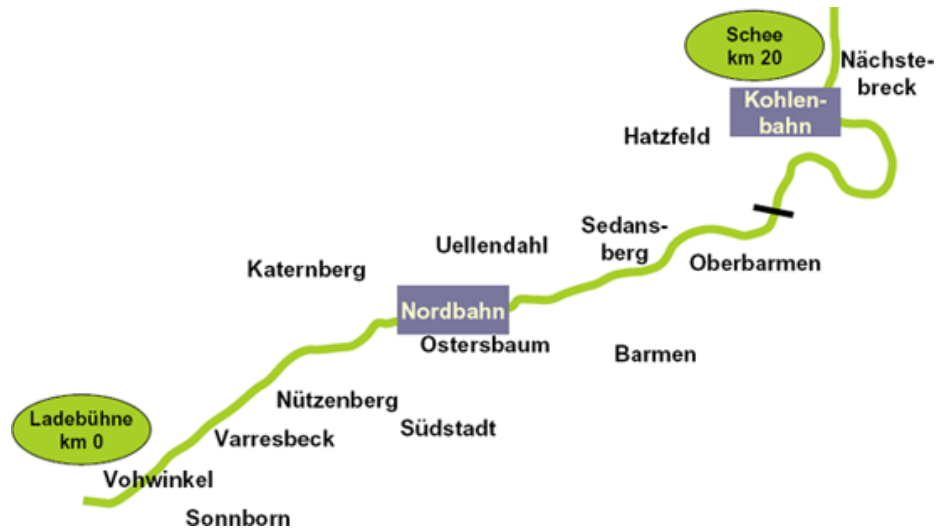 Schee
km 20
Nächste-
breck
Kohlen-
bahn
Hatzfeld
Sedans-
berg
Uellendahl
Oberbarmen
Katernberg
Nordbahn
Ostersbaum
Barmen
Nützenberg
Ladebühne
km 0
Südstadt
Varresbeck
Vohwinkel
Sonnborn